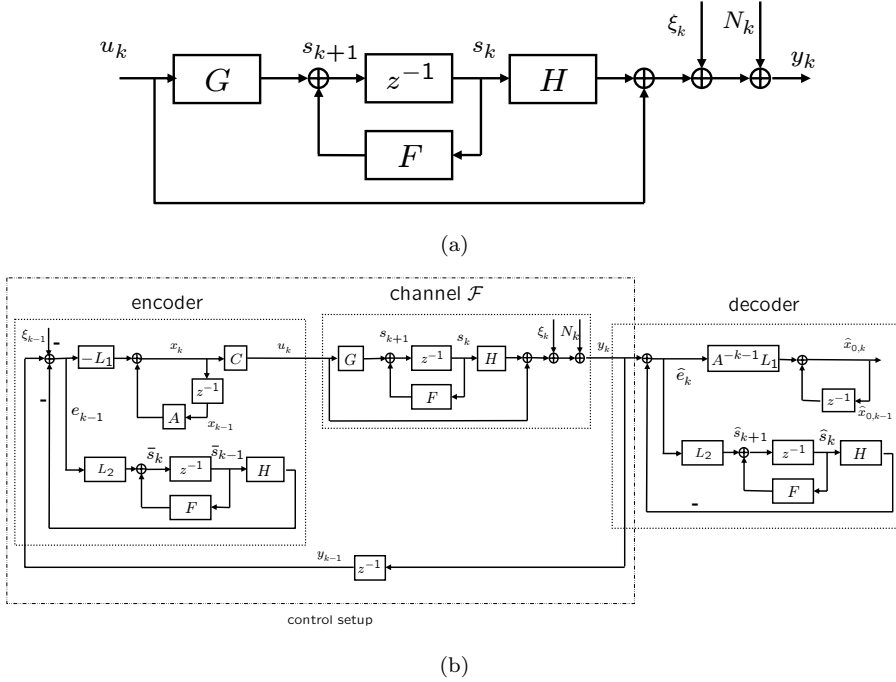 u_k
G
s_{k+1}
z^{-1}
s_k
H
ξ_k
N_k
y_k
F
(a)
encoder
channel 𝓕
decoder
ξ_{k-1}
-
-L_1
x_k
C
u_k
z^{-1}
A
x_{k-1}
-
e_{k-1}
L_2
s̄_k
z^{-1}
s̄_{k-1}
H
F
G
s_{k+1}
z^{-1}
s_k
H
ξ_k
N_k
y_k
F
ê_k
A^{-k-1}L_1
x̂_{0,k}
z^{-1}
x̂_{0,k-1}
L_2
ŝ_{k+1}
z^{-1}
ŝ_k
H
F
-
y_{k-1}
z^{-1}
control setup
(b)